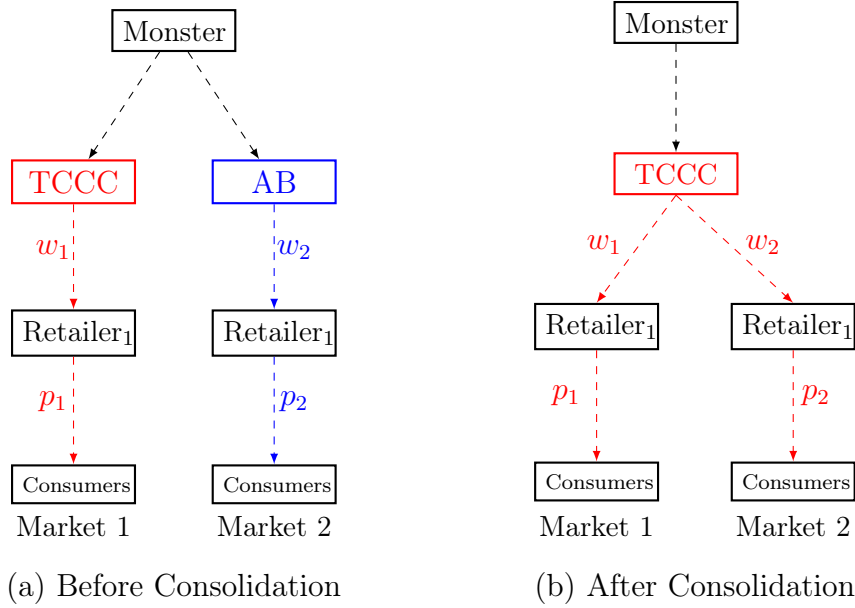 Monster
TCCC
AB
w₁
w₂
Retailer₁
Retailer₁
p₁
p₂
Consumers
Consumers
Market 1
Market 2
(a) Before Consolidation
Monster
TCCC
w₁
w₂
Retailer₁
Retailer₁
p₁
p₂
Consumers
Consumers
Market 1
Market 2
(b) After Consolidation